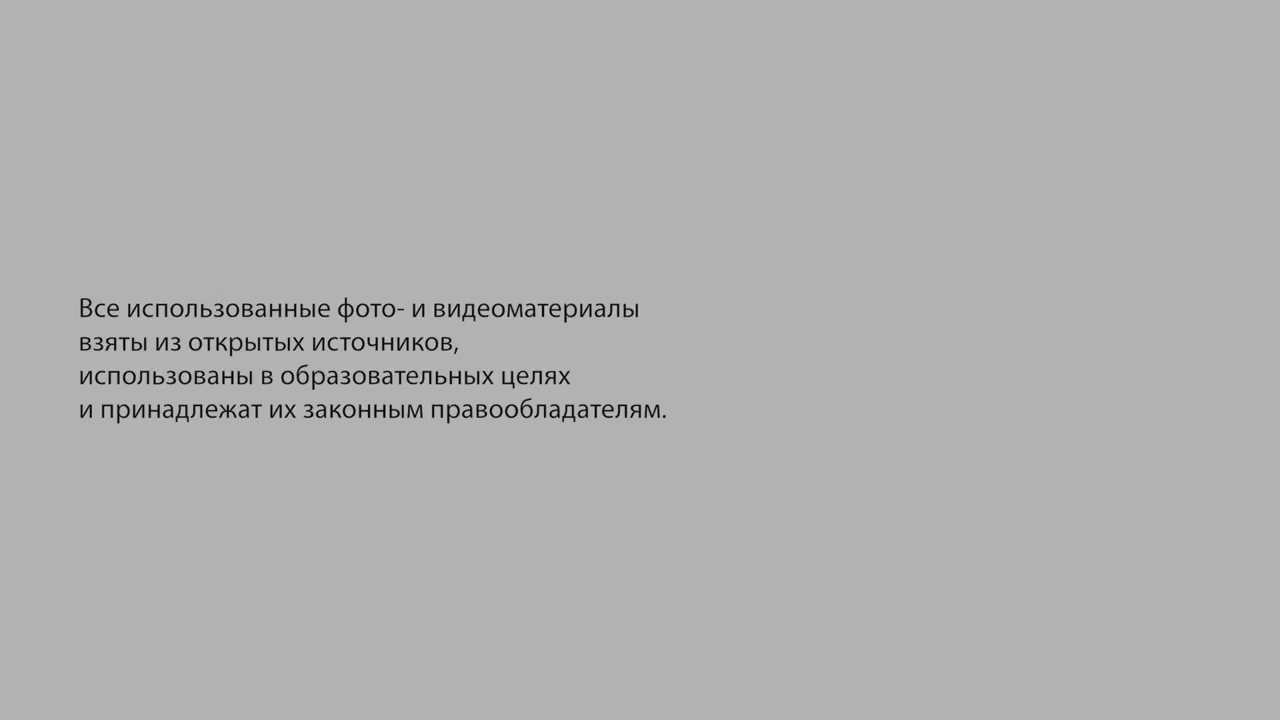 Все использованные фото- и видеоматериалы
взяты из открытых источников,
использованы в образовательных целях
и принадлежат их законным правообладателям.